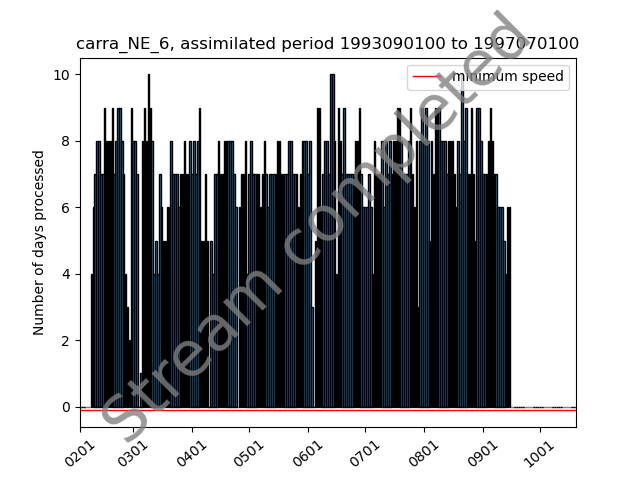 carra_NE_6, assimilated period 1993090100 to 1997070100
minimum speed
Number of days processed
10
8
6
4
2
0
0201 0301 0401 0501 0601 0701 0801 0901 1001
Stream completed